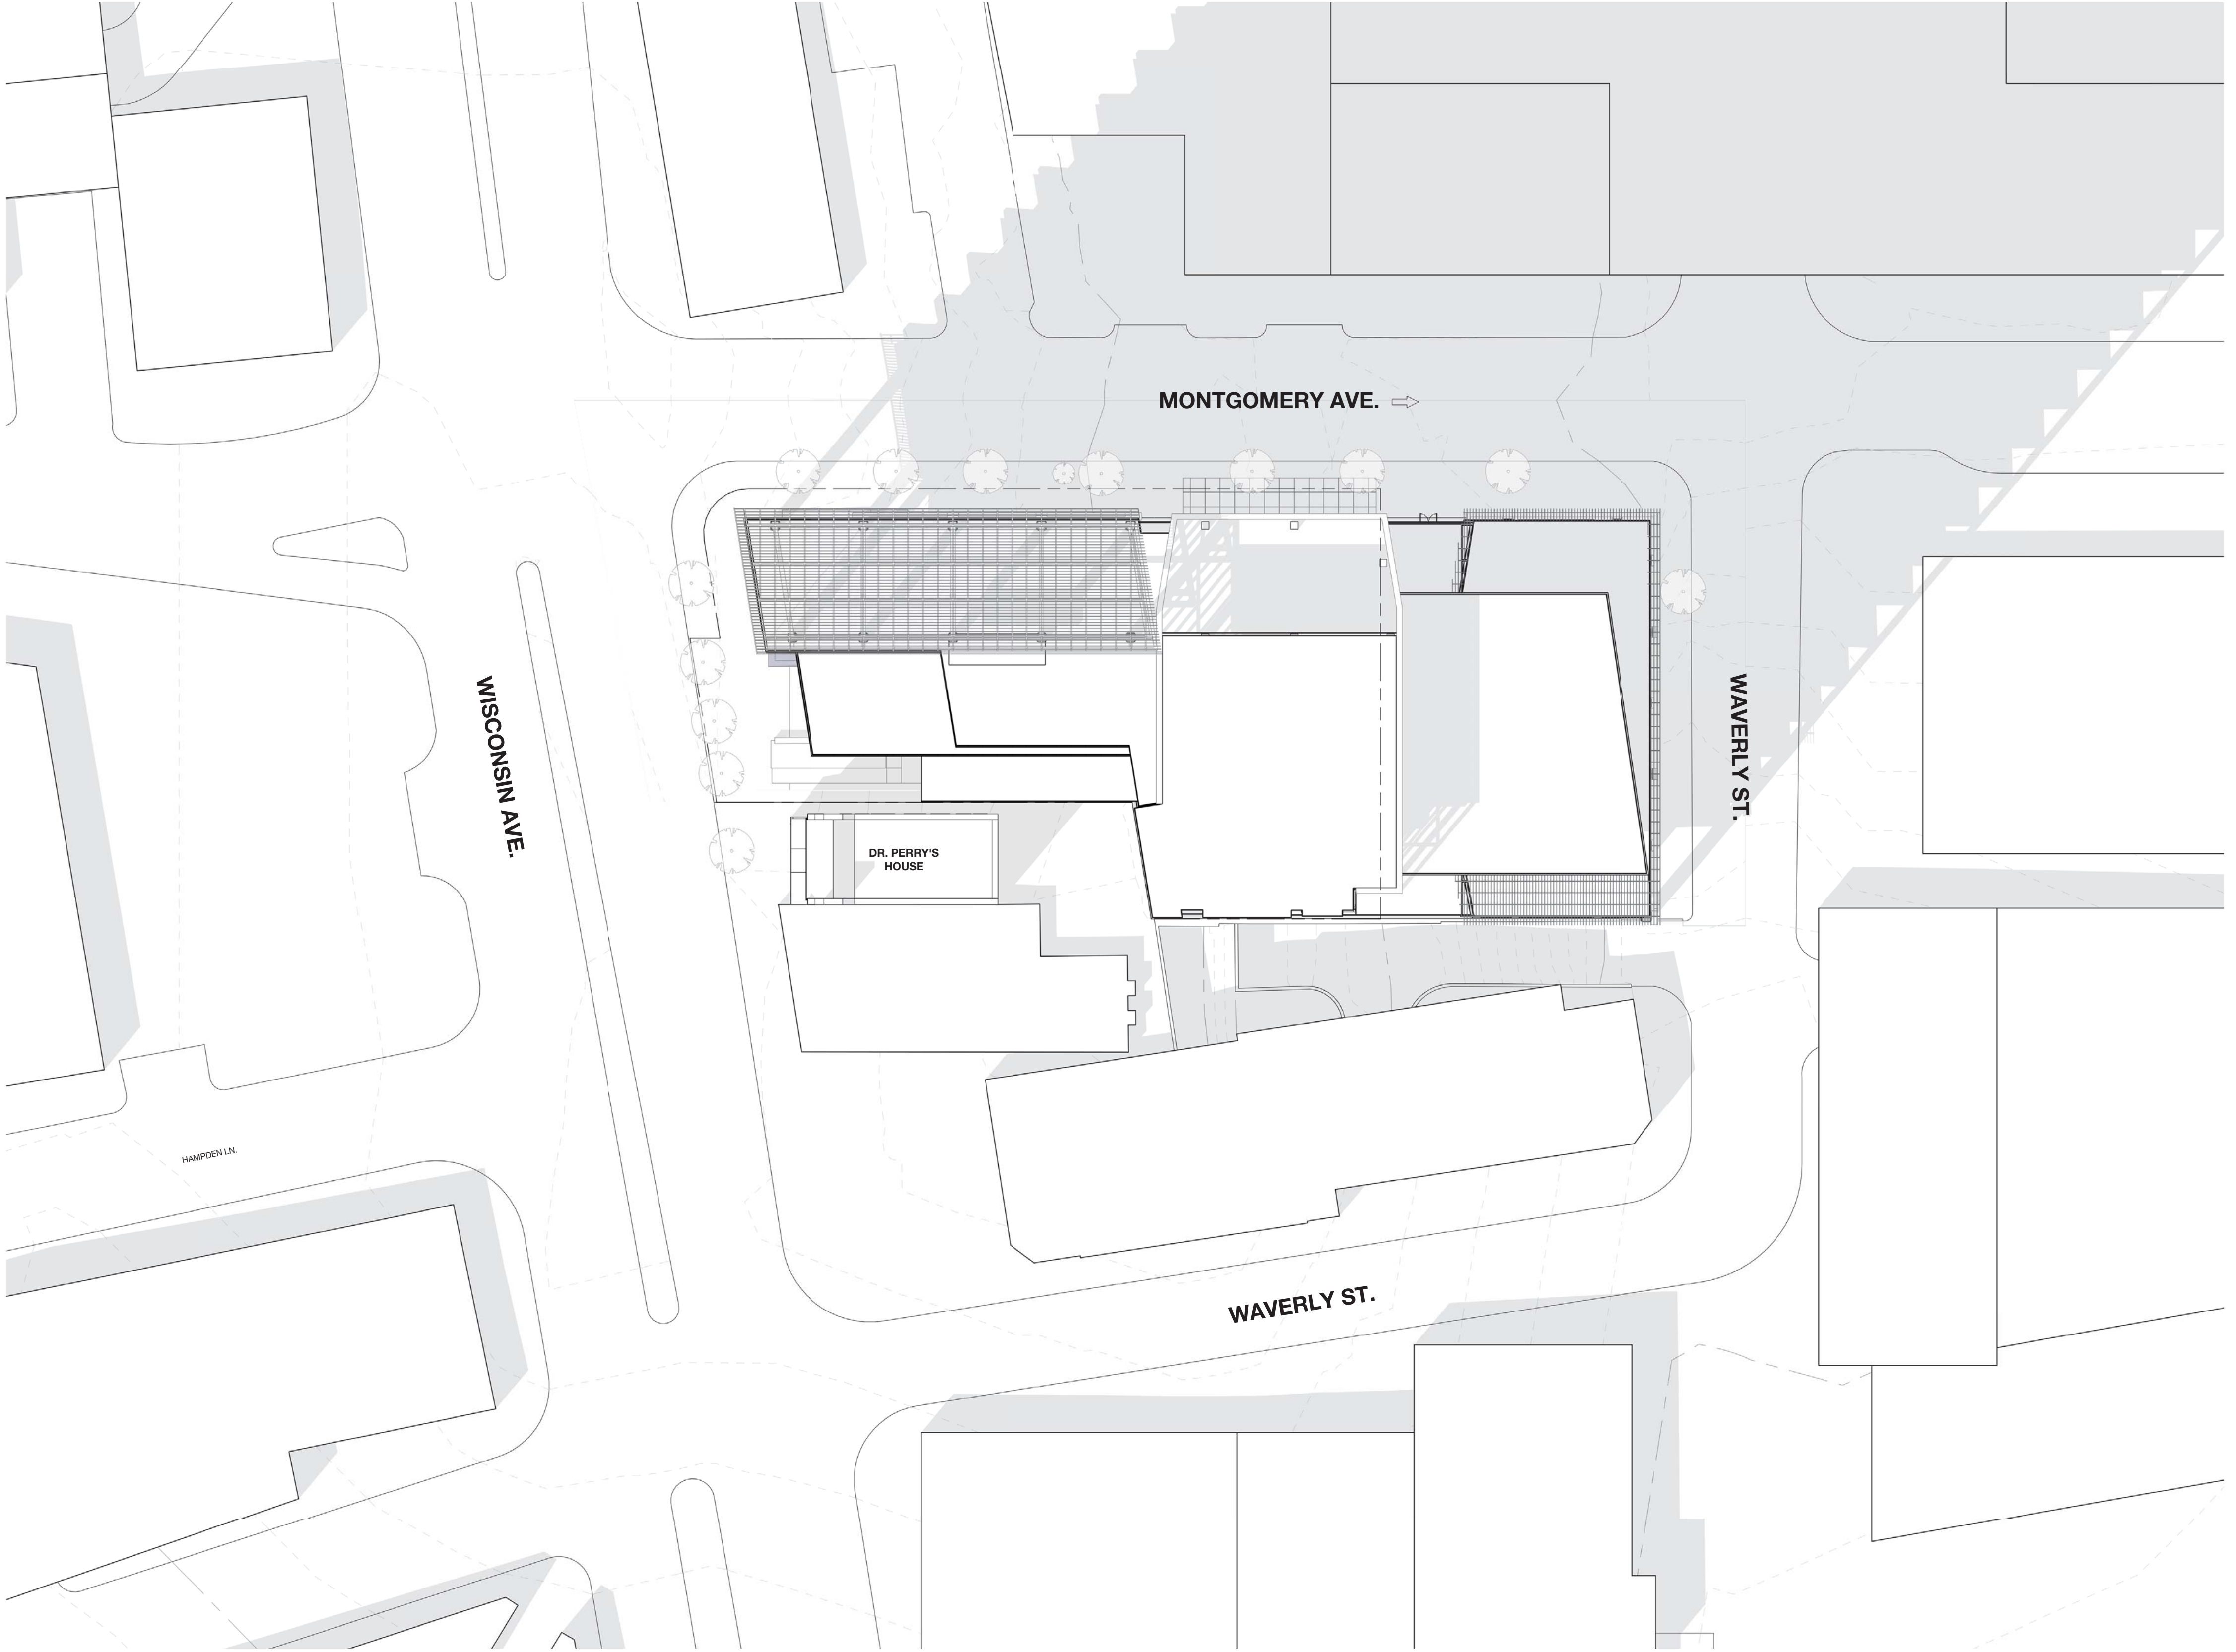 MONTGOMERY AVE.
WISCONSIN AVE.
WAVERLY ST.
DR. PERRY'S
HOUSE
HAMPDEN LN.
WAVERLY ST.